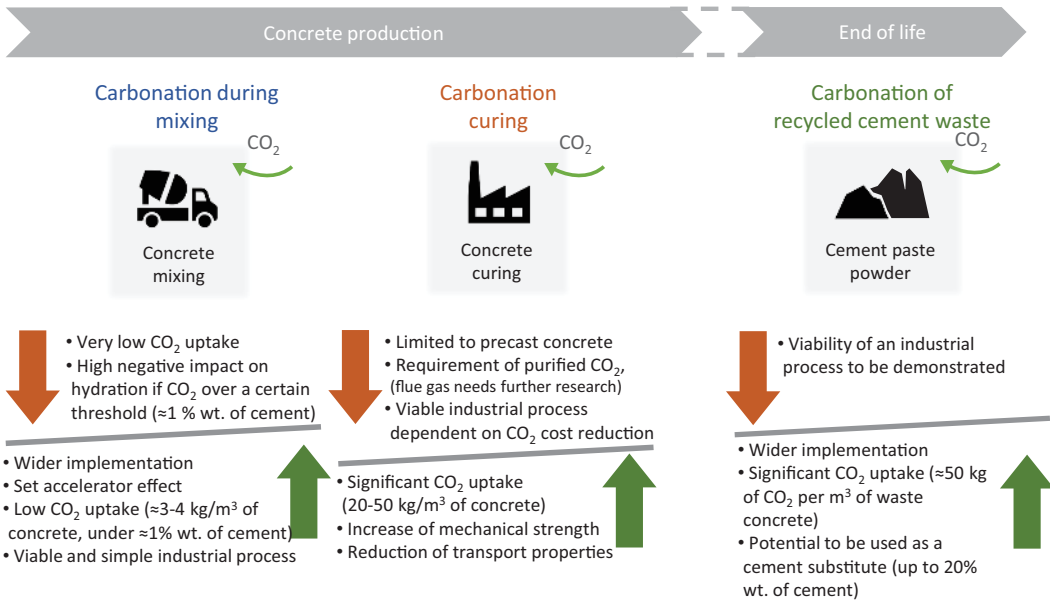 Concrete production
End of life
Carbonation during
mixing
CO₂
Concrete
mixing
• Very low CO₂ uptake
• High negative impact on
hydration if CO₂ over a certain
threshold (≈1 % wt. of cement)
• Wider implementation
• Set accelerator effect
• Low CO₂ uptake (≈3-4 kg/m³ of
concrete, under ≈1% wt. of cement)
• Viable and simple industrial process
Carbonation
curing
CO₂
Concrete
curing
• Limited to precast concrete
• Requirement of purified CO₂,
(flue gas needs further research)
• Viable industrial process
dependent on CO₂ cost reduction
• Significant CO₂ uptake
(20-50 kg/m³ of concrete)
• Increase of mechanical strength
• Reduction of transport properties
Carbonation of
recycled cement waste
CO₂
Cement paste
powder
• Viability of an industrial
process to be demonstrated
• Wider implementation
• Significant CO₂ uptake (≈50 kg
of CO₂ per m³ of waste
concrete)
• Potential to be used as a
cement substitute (up to 20%
wt. of cement)